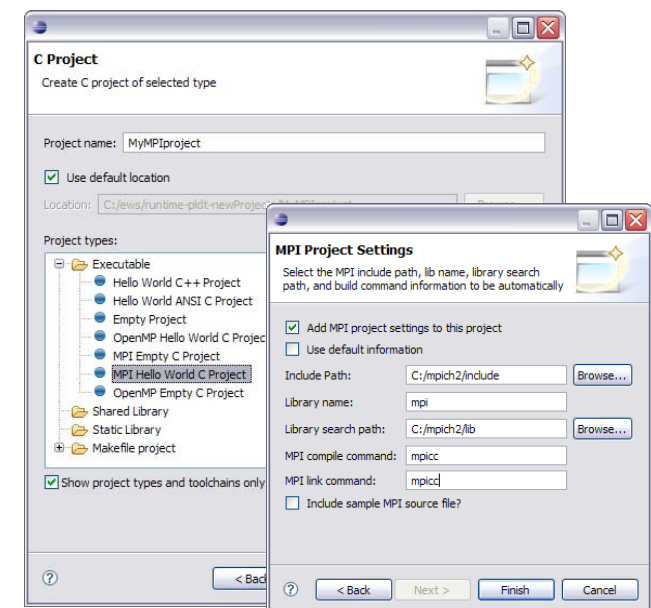 C Project
Create C project of selected type
Project name: MyMPIproject
Use default location
Location: C:/ews/runtime-pldt-newProject
Project types:
Executable
Hello World C++ Project
Hello World ANSI C Project
Empty Project
OpenMP Hello World C Projec
MPI Empty C Project
MPI Hello World C Project
OpenMP Empty C Project
Shared Library
Static Library
Makefile project
Show project types and toolchains only
? < Bac
MPI Project Settings
Select the MPI include path, lib name, library search
path, and build command information to be automatically
Add MPI project settings to this project
Use default information
Include Path: C:/mpich2/include Browse...
Library name: mpi
Library search path: C:/mpich2/lib Browse...
MPI compile command: mpicc
MPI link command: mpicc
Include sample MPI source file?
? < Back Next > Finish Cancel